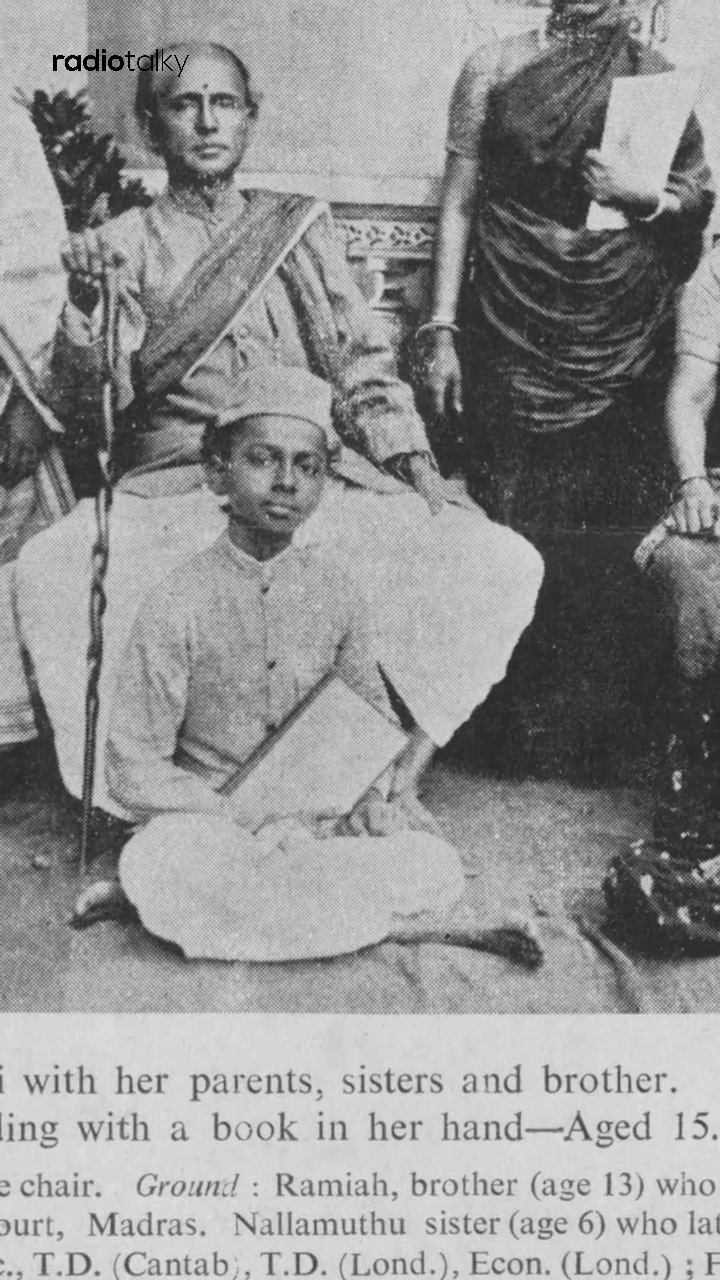 radiotalky
i with her parents, sisters and brother.
ling with a book in her hand—Aged 15.
e chair. Ground : Ramiah, brother (age 13) who
ourt, Madras. Nallamuthu sister (age 6) who lat
c., T.D. (Cantab), T.D. (Lond.), Econ. (Lond.) ; F